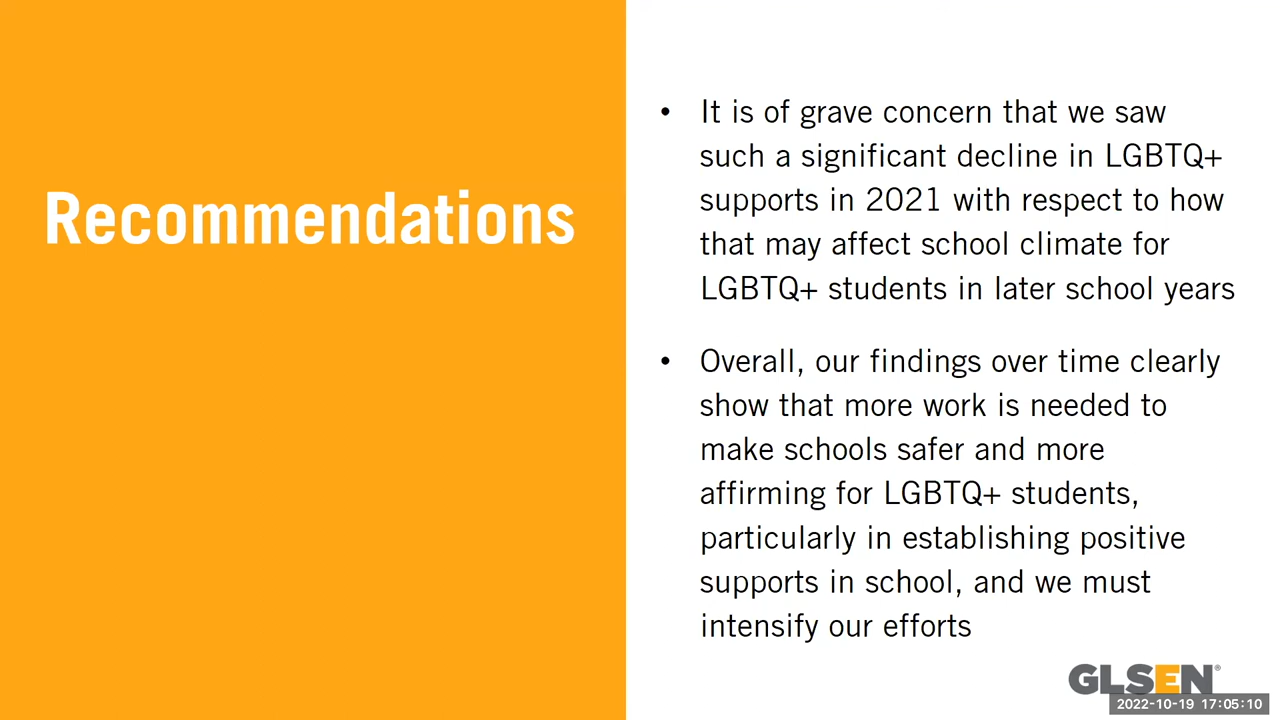 Recommendations
• It is of grave concern that we saw
such a significant decline in LGBTQ+
supports in 2021 with respect to how
that may affect school climate for
LGBTQ+ students in later school years
• Overall, our findings over time clearly
show that more work is needed to
make schools safer and more
affirming for LGBTQ+ students,
particularly in establishing positive
supports in school, and we must
intensify our efforts
GLSEN®
2022-10-19 17:05:10